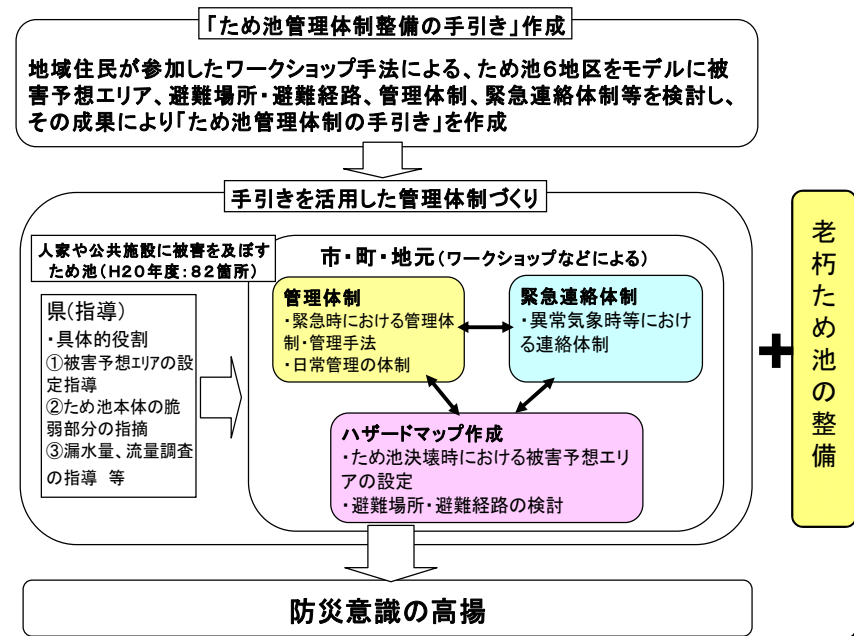 「ため池管理体制整備の手引き」作成
地域住民が参加したワークショップ手法による、ため池6地区をモデルに被
害予想エリア、避難場所・避難経路、管理体制、緊急連絡体制等を検討し、
その成果により「ため池管理体制の手引き」を作成
手引きを活用した管理体制づくり
人家や公共施設に被害を及ぼす
ため池(H20年度:82箇所)
県(指導)
・具体的役割
①被害予想エリアの設
定指導
②ため池本体の脆
弱部分の指摘
③漏水量、流量調査
の指導 等
市・町・地元(ワークショップなどによる)
管理体制
・緊急時における管理体
制・管理手法
・日常管理の体制
緊急連絡体制
・異常気象時等におけ
る連絡体制
ハザードマップ作成
・ため池決壊時における被害予想エリ
アの設定
・避難場所・避難経路の検討
+
老朽ため池の整備
防災意識の高揚